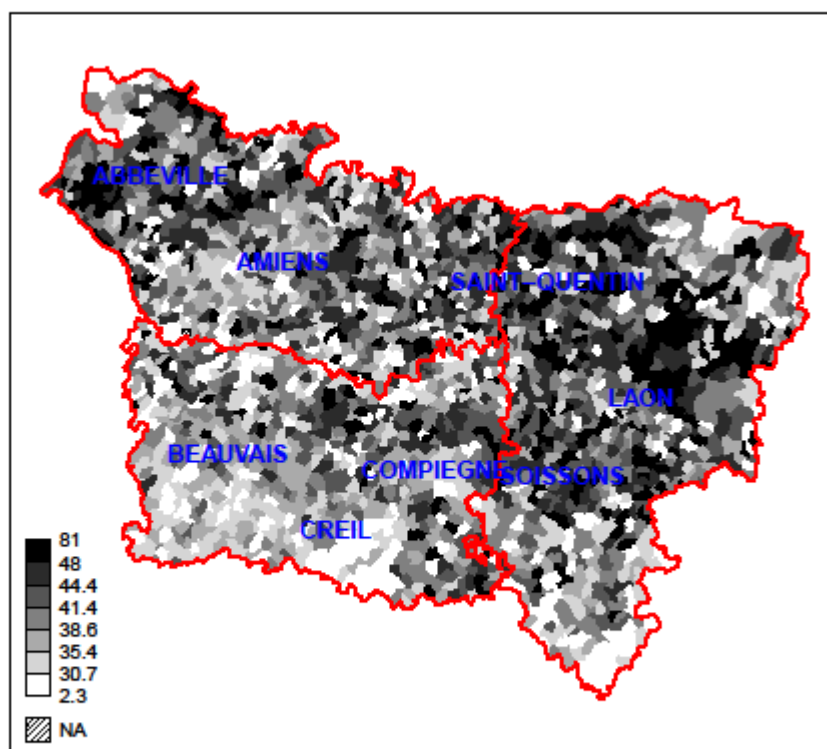 ABBEVILLE
AMIENS
SAINT-QUENTIN
LAON
BEAUVAIS
COMPIEGNE
SOISSONS
CREIL
81
48
44.4
41.4
38.6
35.4
30.7
2.3
NA